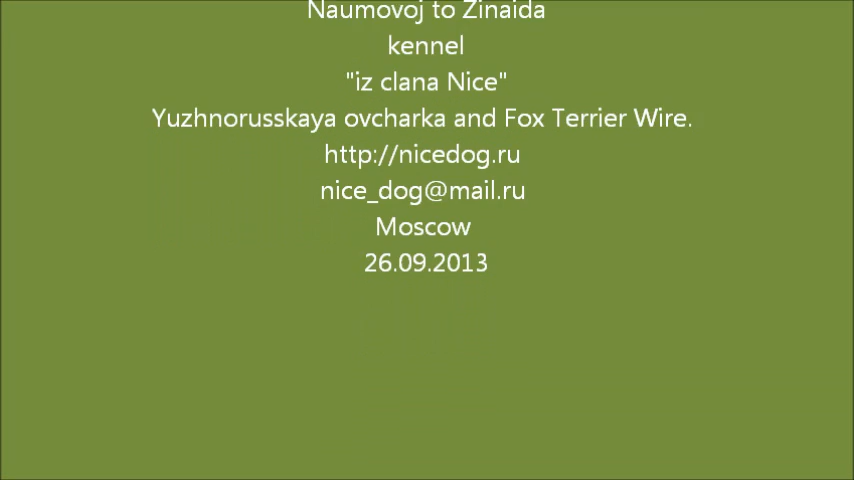 Naumovoj to Zinaida
kennel
"iz clana Nice"
Yuzhnorusskaya ovcharka and Fox Terrier Wire.
http://nicedog.ru
nice_dog@mail.ru
Moscow
26.09.2013